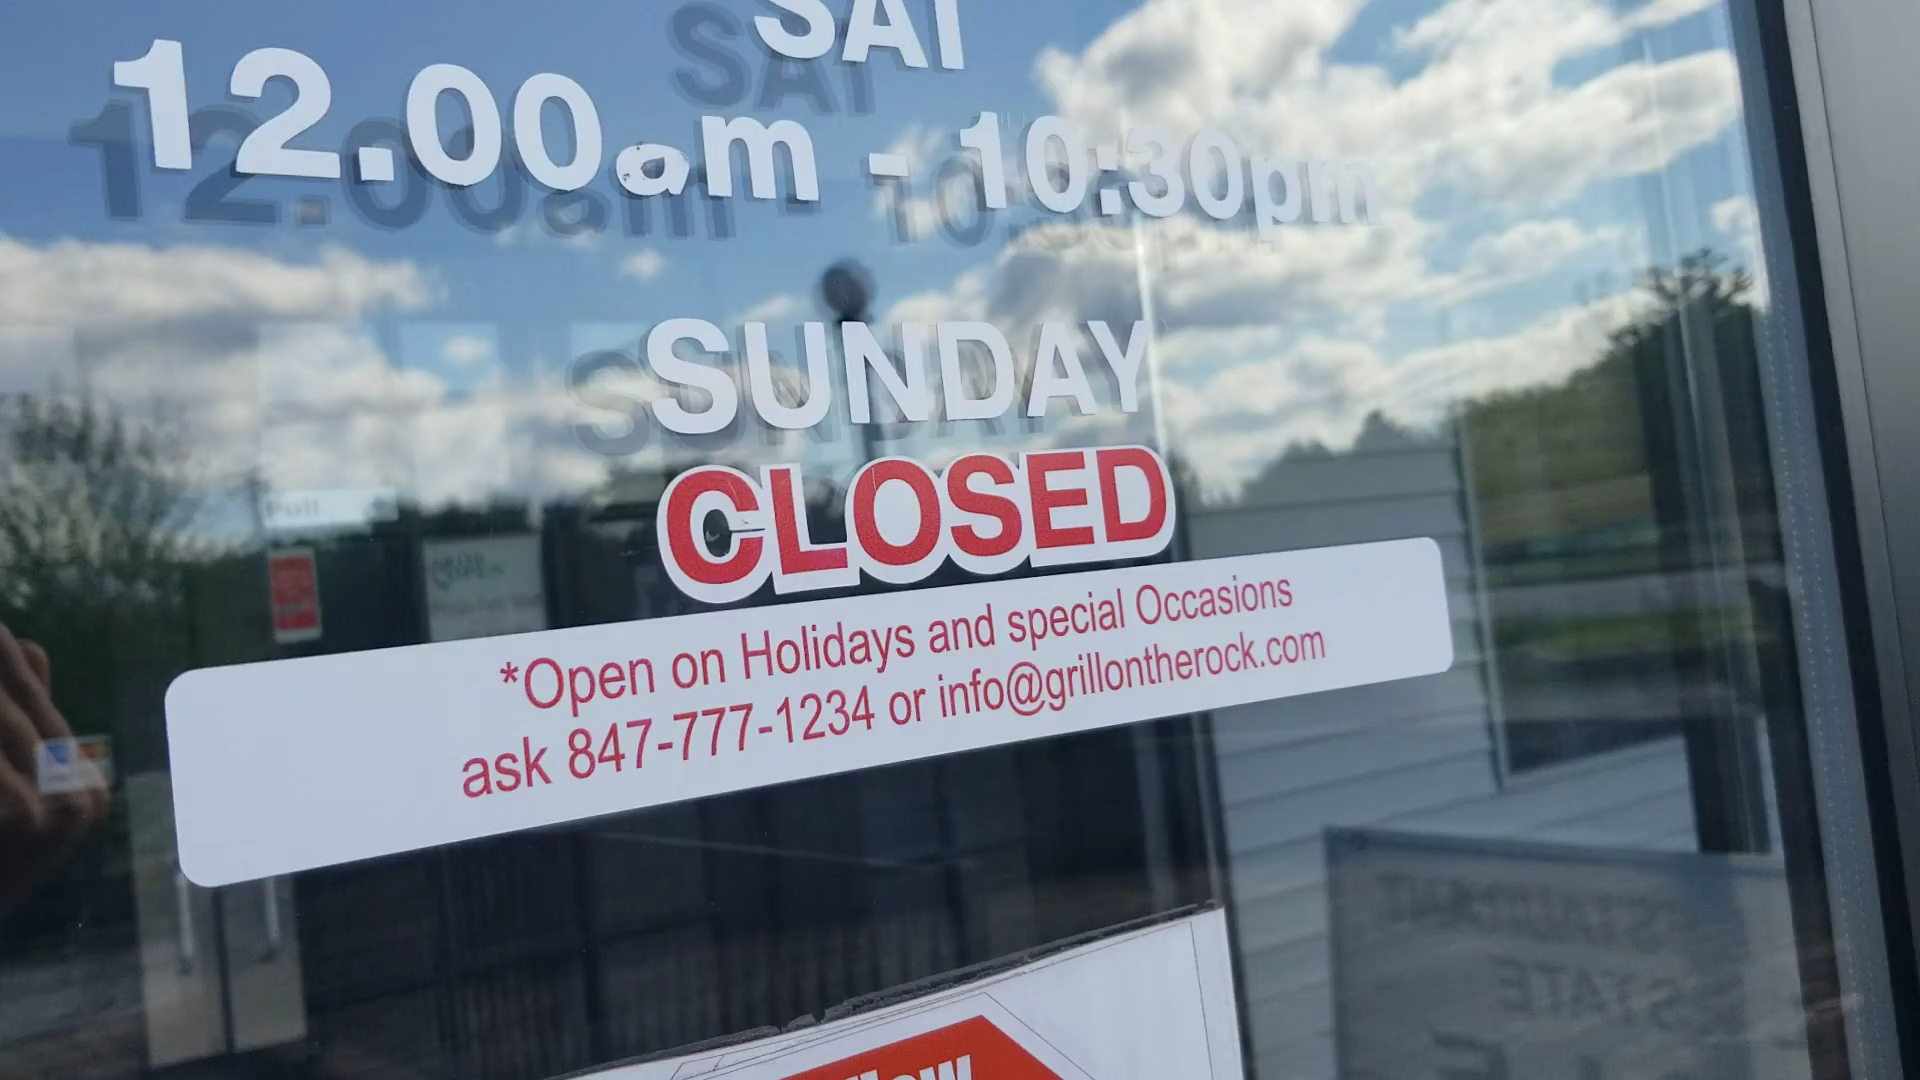 SAT
12.00am - 10:30pm
SUNDAY
CLOSED
*Open on Holidays and special Occasions
ask 847-777-1234 or info@grillontherock.com
Pull